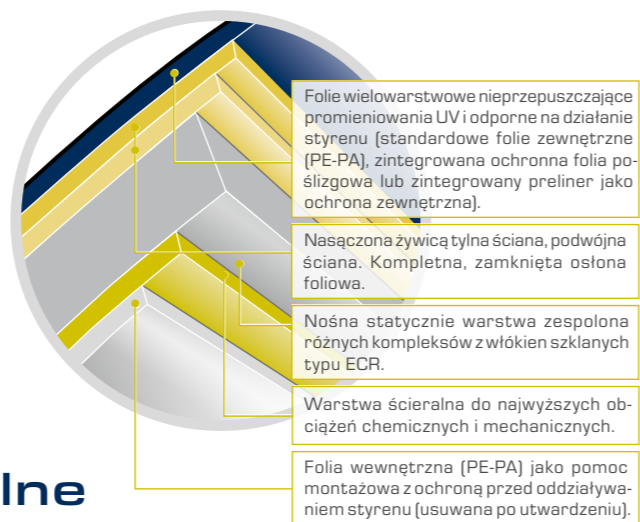 Folie wielowarstwowe nieprzepuszczające
promieniowania UV i odporne na działanie
styrenu (standardowe folie zewnętrzne
(PE-PA), zintegrowana ochronna folia po-
ślizgowa lub zintegrowany preliner jako
ochrona zewnętrzna).
Nasączona żywicą tylna ściana, podwójna
ściana. Kompletna, zamknięta osłona
foliowa.
Nośna statycznie warstwa zespolona
różnych kompleksów z włókien szklanych
typu ECR.
Warstwa ścieralna do najwyższych ob-
ciążeń chemicznych i mechanicznych.
Folia wewnętrzna (PE-PA) jako pomoc
montażowa z ochroną przed oddziaływa-
niem styrenu (usuwana po utwardzeniu).
lne